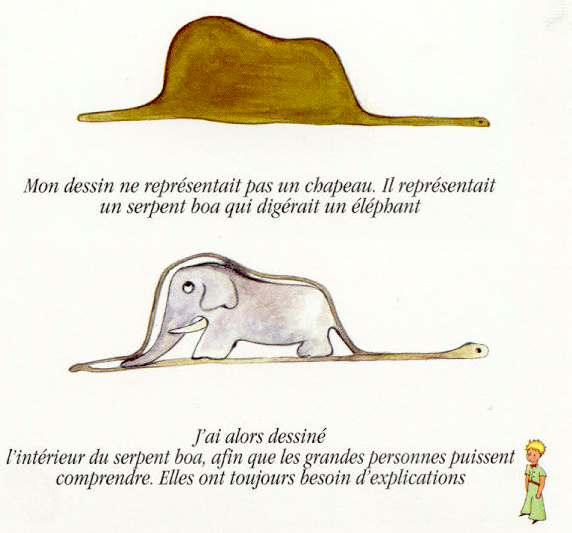 Mon dessin ne représentait pas un chapeau. Il représentait
un serpent boa qui digérait un éléphant
J'ai alors dessiné
l'intérieur du serpent boa, afin que les grandes personnes puissent
comprendre. Elles ont toujours besoin d'explications